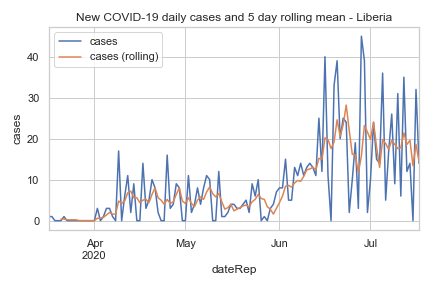 New COVID-19 daily cases and 5 day rolling mean - Liberia
cases
cases (rolling)
40
30
20
10
0
cases
Apr
2020
May
Jun
Jul
dateRep